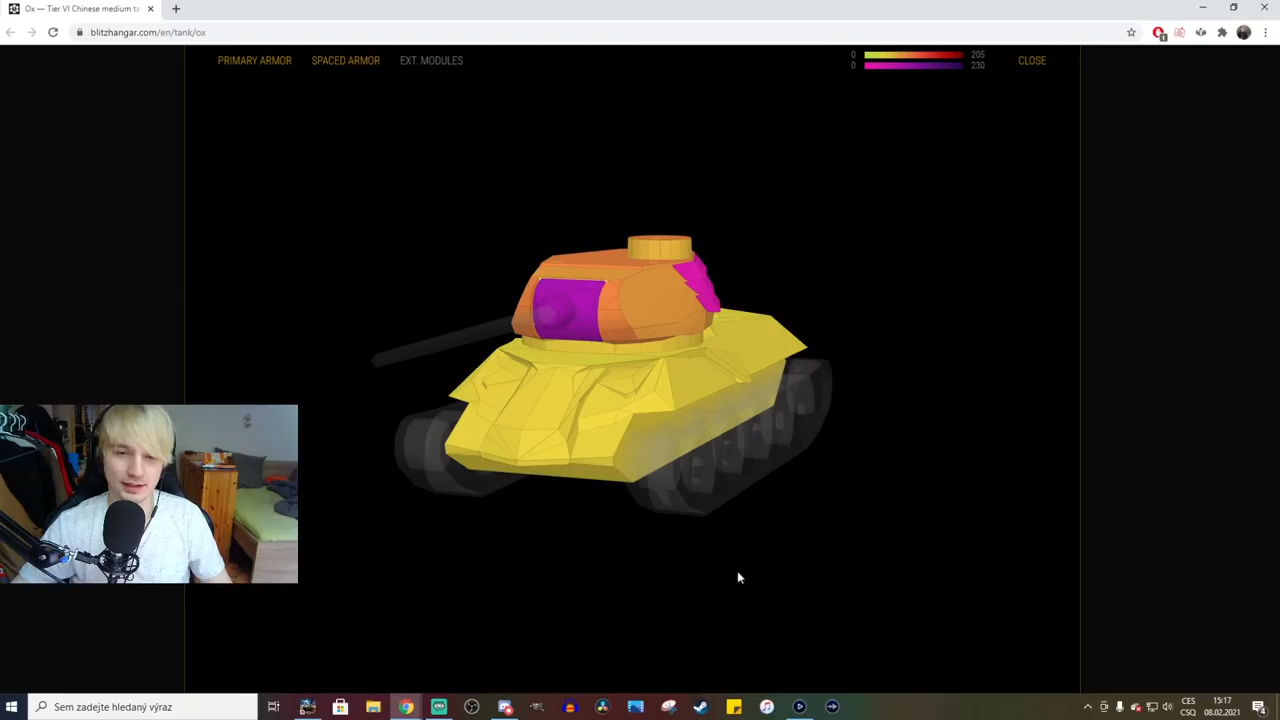 Ox — Tier VI Chinese medium ta
blitzhangar.com/en/tank/ox
PRIMARY ARMOR SPACED ARMOR EXT. MODULES
0 205
0 230
CLOSE
Sem zadejte hledaný výraz
CES 15:17
CSQ 08.02.2021